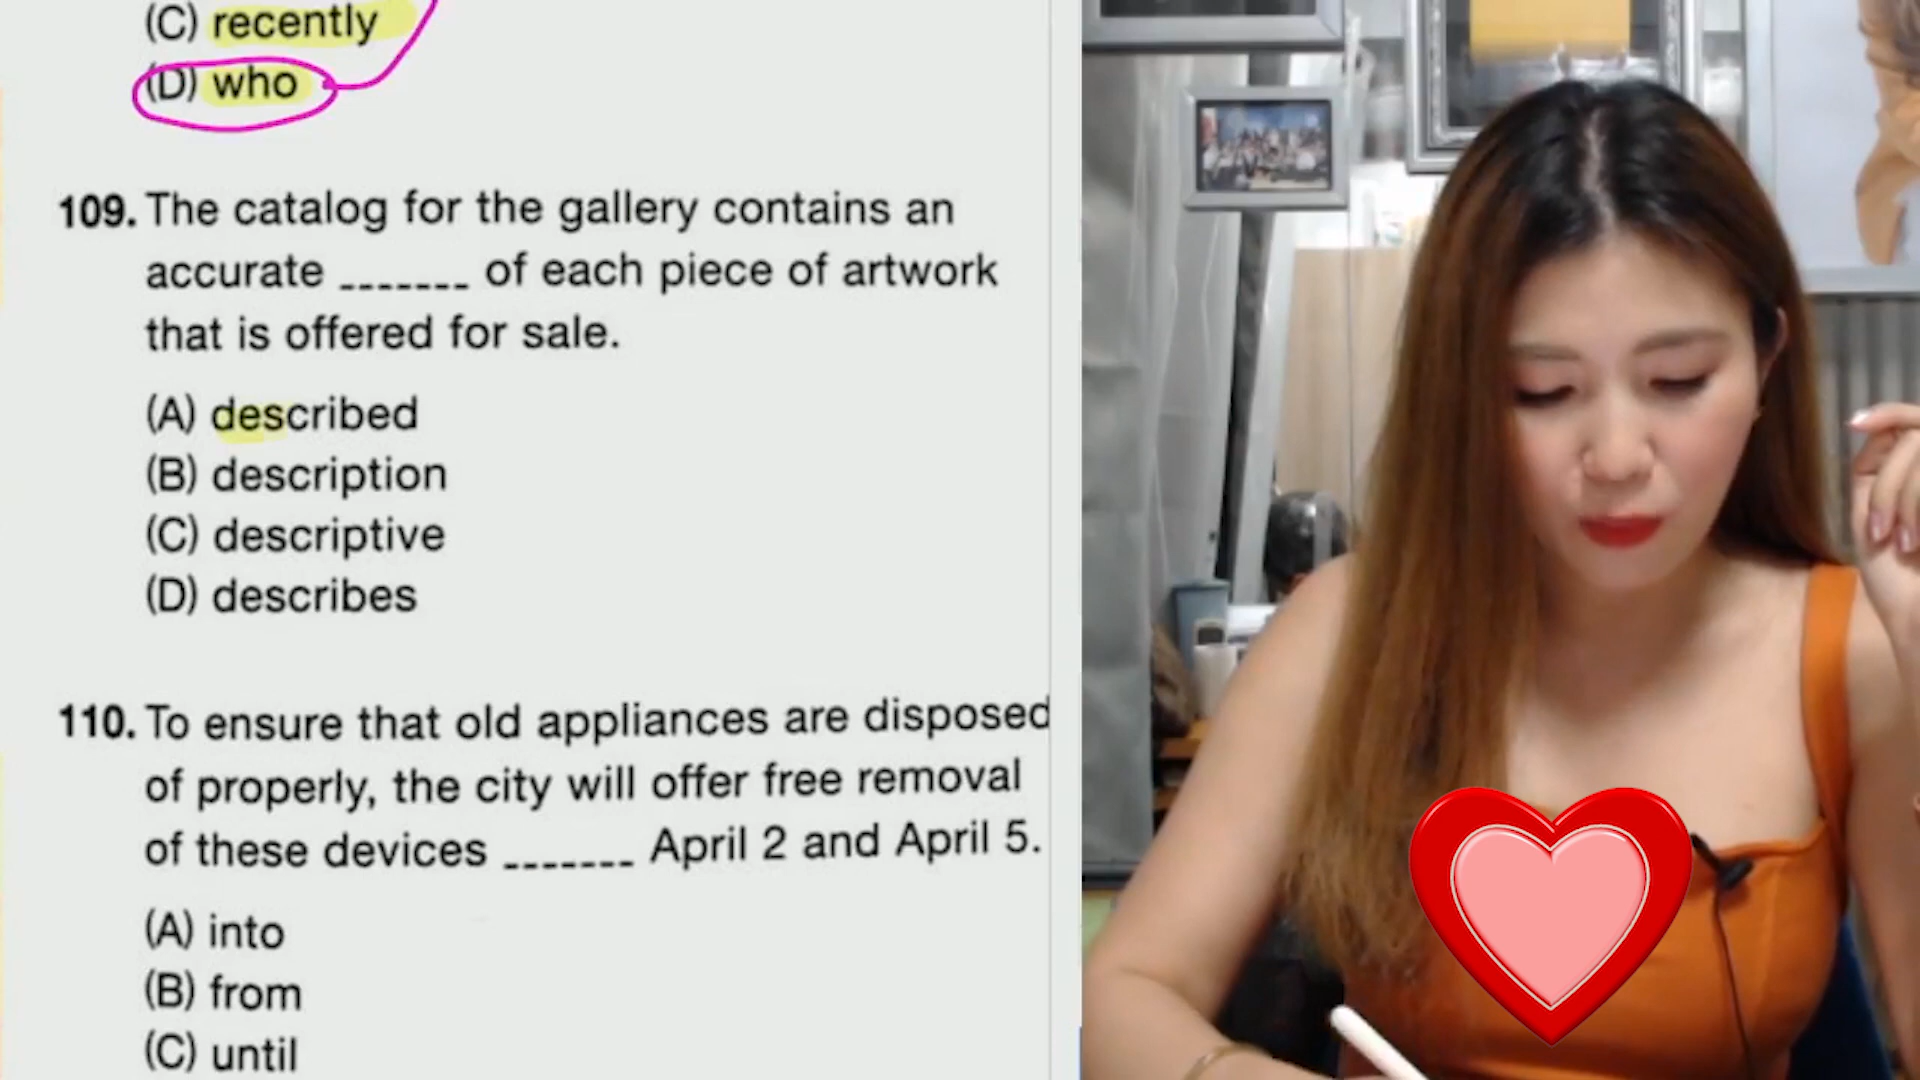 (C) recently
(D) who
109. The catalog for the gallery contains an
accurate _______ of each piece of artwork
that is offered for sale.
(A) described
(B) description
(C) descriptive
(D) describes
110. To ensure that old appliances are disposed
of properly, the city will offer free removal
of these devices _______ April 2 and April 5.
(A) into
(B) from
(C) until